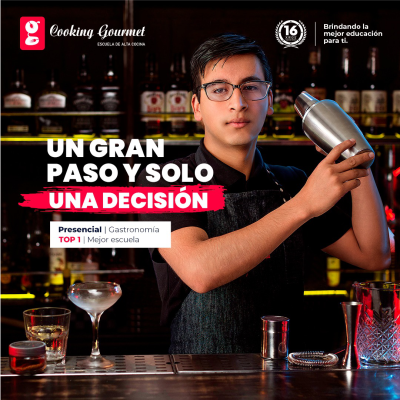 Cooking Gourmet
ESCUELA DE ALTA COCINA
16
Brindando la
mejor educación
para ti.
UN GRAN
PASO Y SOLO
UNA DECISIÓN
Presencial | Gastronomía
TOP 1 | Mejor escuela